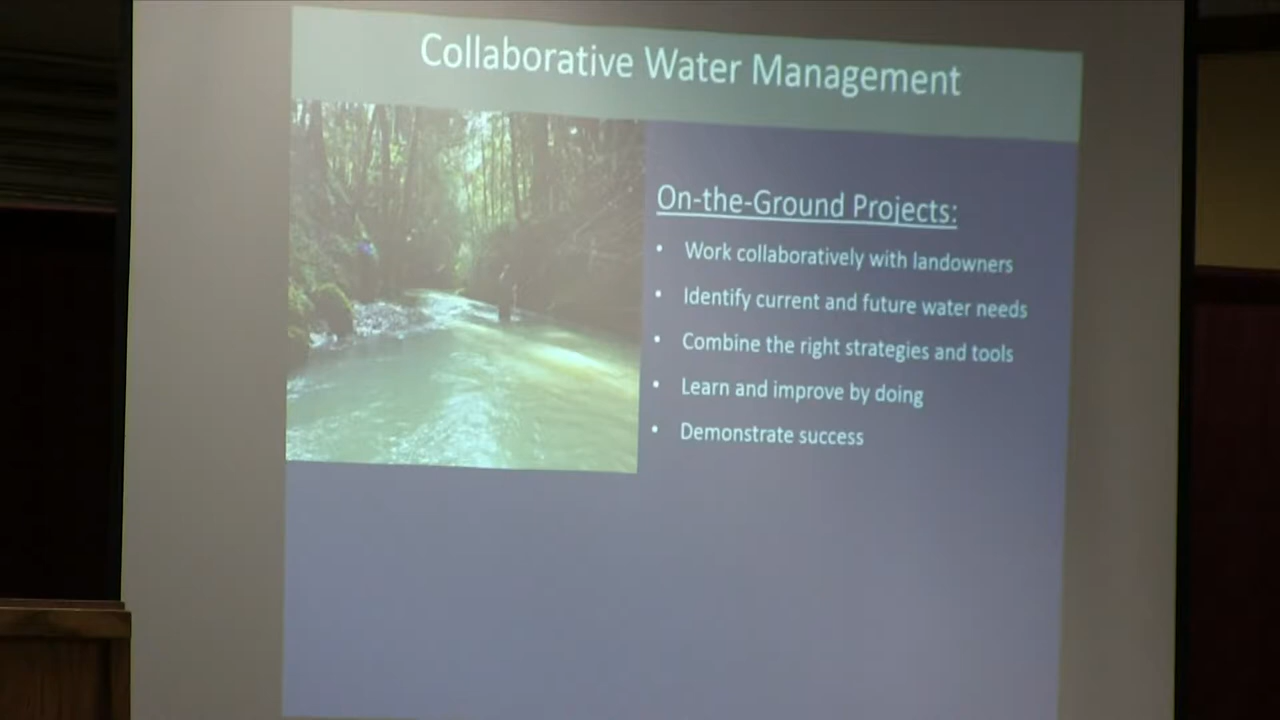 Collaborative Water Management
On-the-Ground Projects:
• Work collaboratively with landowners
• Identify current and future water needs
• Combine the right strategies and tools
• Learn and improve by doing
• Demonstrate success